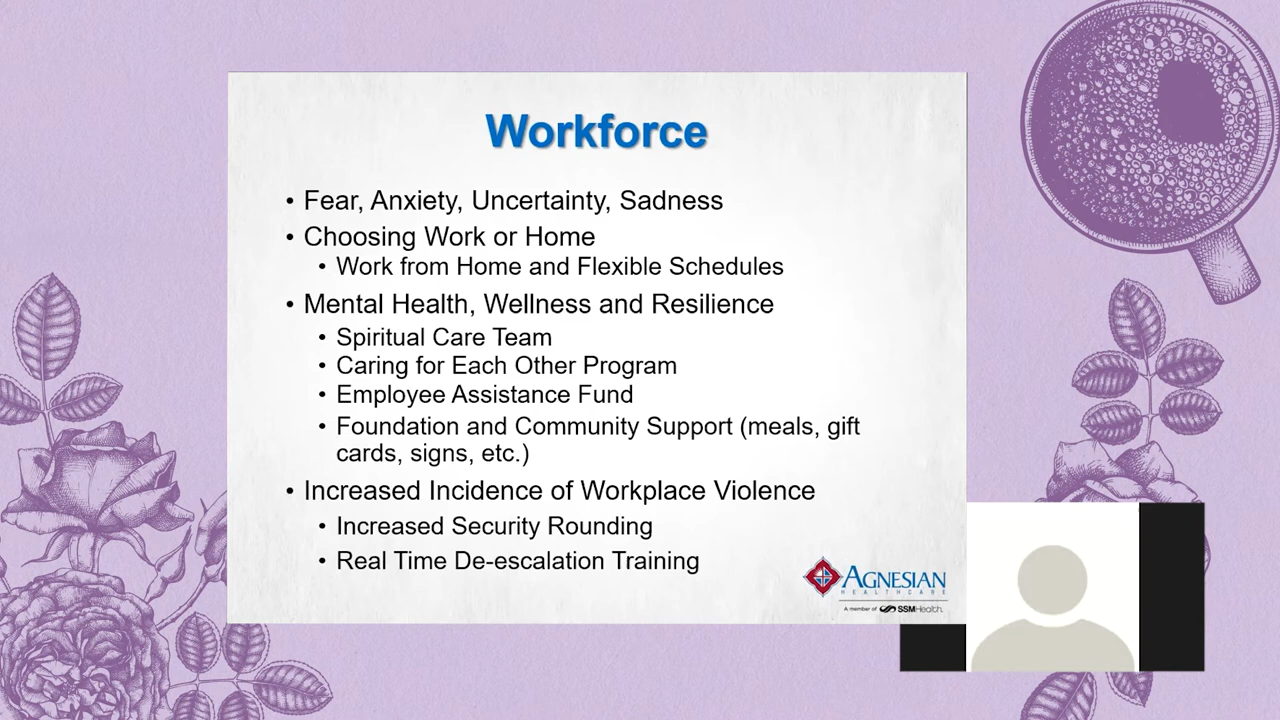 Workforce
• Fear, Anxiety, Uncertainty, Sadness
• Choosing Work or Home
• Work from Home and Flexible Schedules
• Mental Health, Wellness and Resilience
• Spiritual Care Team
• Caring for Each Other Program
• Employee Assistance Fund
• Foundation and Community Support (meals, gift
cards, signs, etc.)
• Increased Incidence of Workplace Violence
• Increased Security Rounding
• Real Time De-escalation Training
AGNESIAN
HEALTHCARE
A member of SSMHealth.